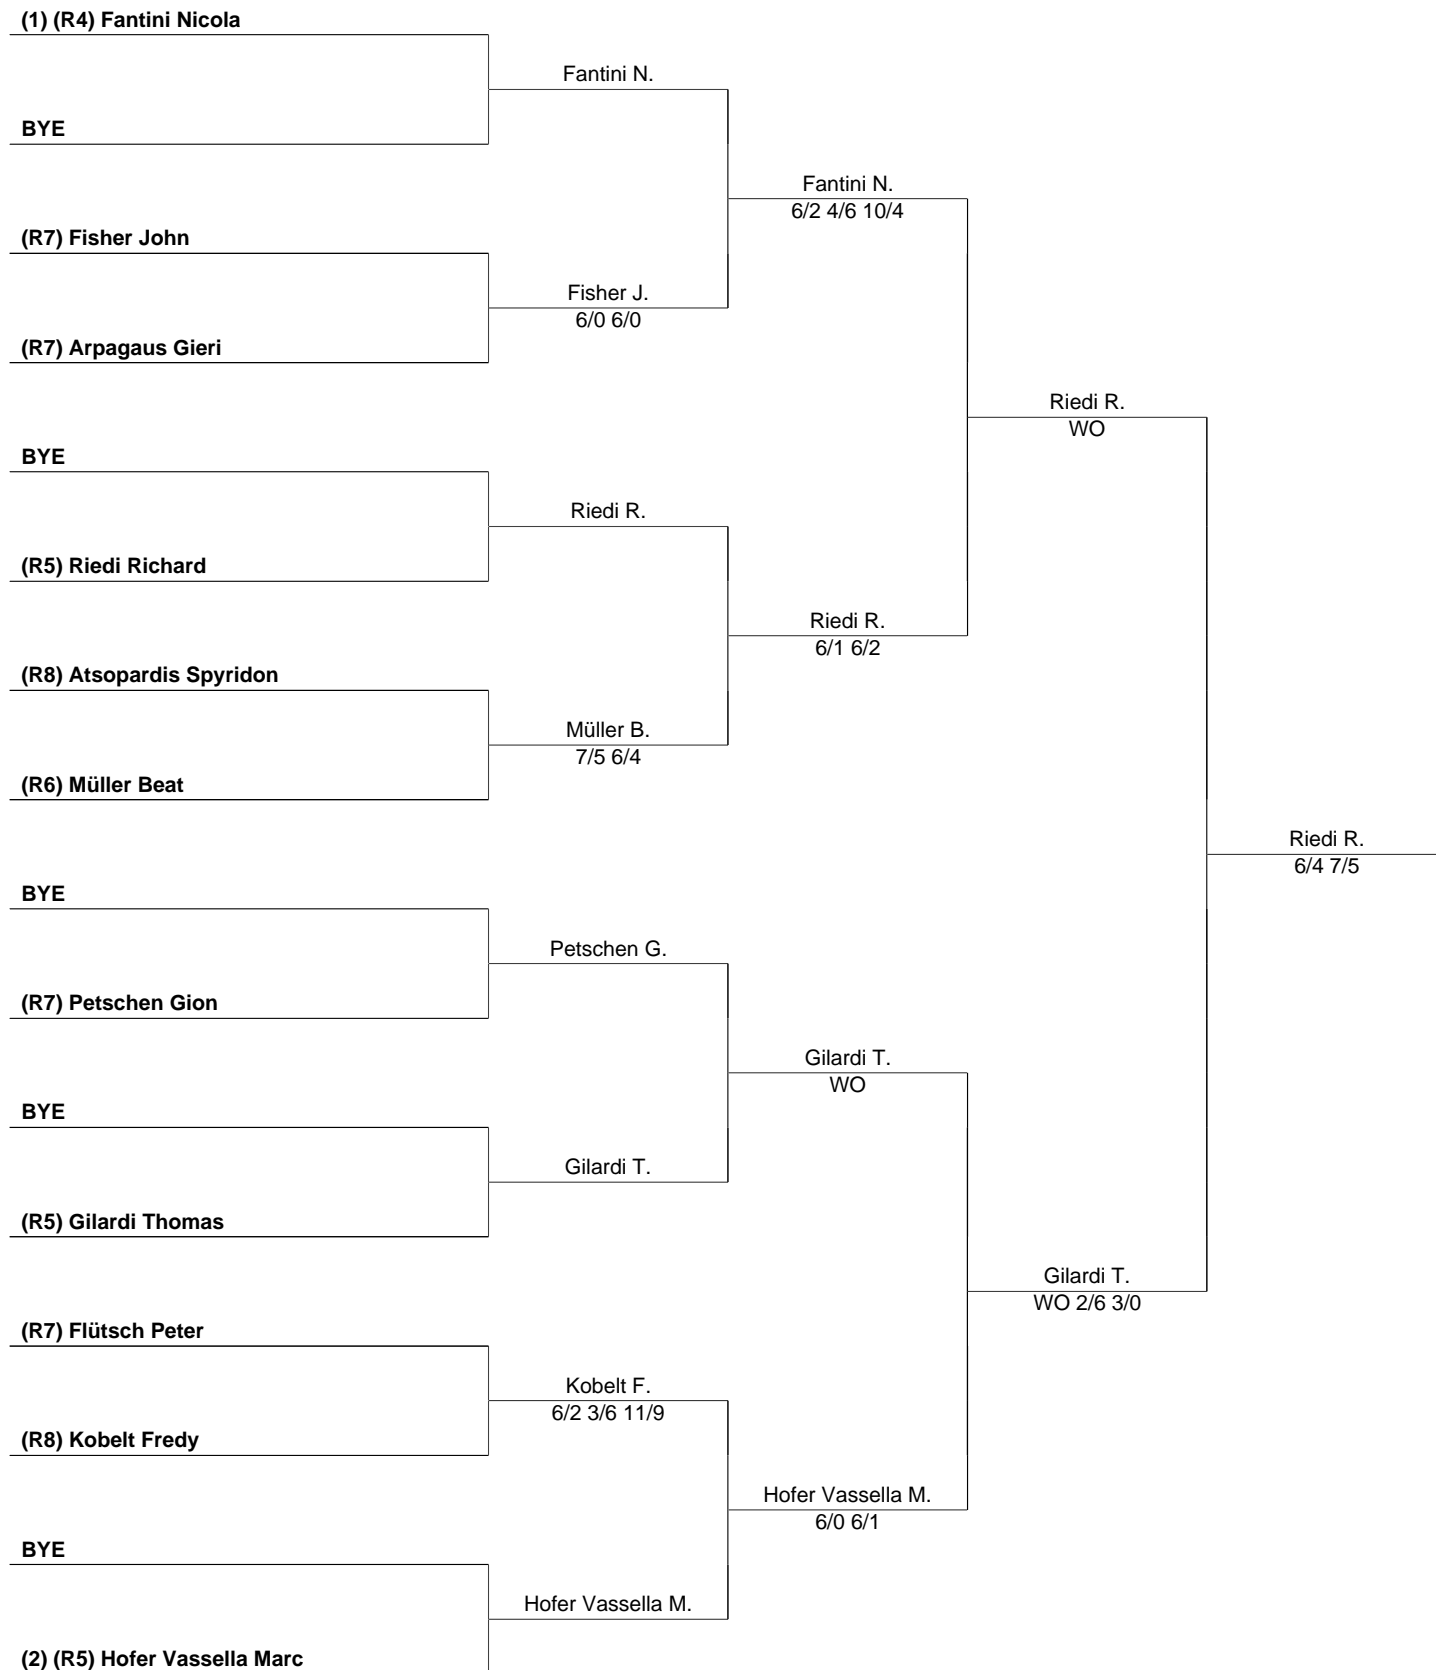 (1) (R4) Fantini Nicola
Fantini N.
BYE
Fantini N.
6/2 4/6 10/4
(R7) Fisher John
Fisher J.
6/0 6/0
(R7) Arpagaus Gieri
Riedi R.
WO
BYE
Riedi R.
(R5) Riedi Richard
Riedi R.
6/1 6/2
(R8) Atsopardis Spyridon
Müller B.
7/5 6/4
(R6) Müller Beat
Riedi R.
6/4 7/5
BYE
Petschen G.
(R7) Petschen Gion
Gilardi T.
WO
BYE
Gilardi T.
(R5) Gilardi Thomas
Gilardi T.
WO 2/6 3/0
(R7) Flütsch Peter
Kobelt F.
6/2 3/6 11/9
(R8) Kobelt Fredy
Hofer Vassella M.
6/0 6/1
BYE
Hofer Vassella M.
(2) (R5) Hofer Vassella Marc